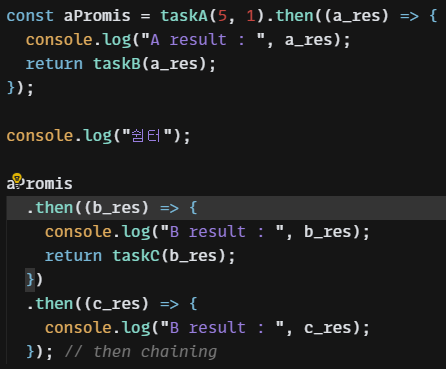 const aPromis = taskA(5, 1).then((a_res) => {
  console.log("A result : ", a_res);
  return taskB(a_res);
});

console.log("쉼터");

aPromis
  .then((b_res) => {
    console.log("B result : ", b_res);
    return taskC(b_res);
  })
  .then((c_res) => {
    console.log("B result : ", c_res);
  }); // then chaining